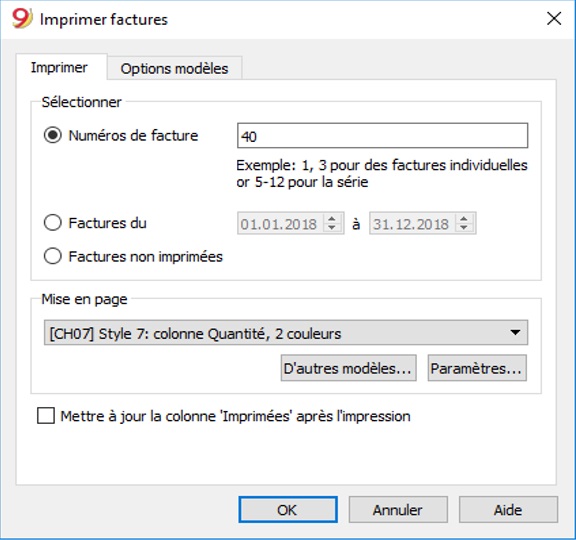 9 Imprimer factures
Imprimer Options modèles
Sélectionner
Numéros de facture 40
Exemple: 1, 3 pour des factures individuelles
or 5-12 pour la série
Factures du 01.01.2018 à 31.12.2018
Factures non imprimées
Mise en page
[CH07] Style 7: colonne Quantité, 2 couleurs
D'autres modèles... Paramètres...
Mettre à jour la colonne 'Imprimées' après l'impression
OK Annuler Aide